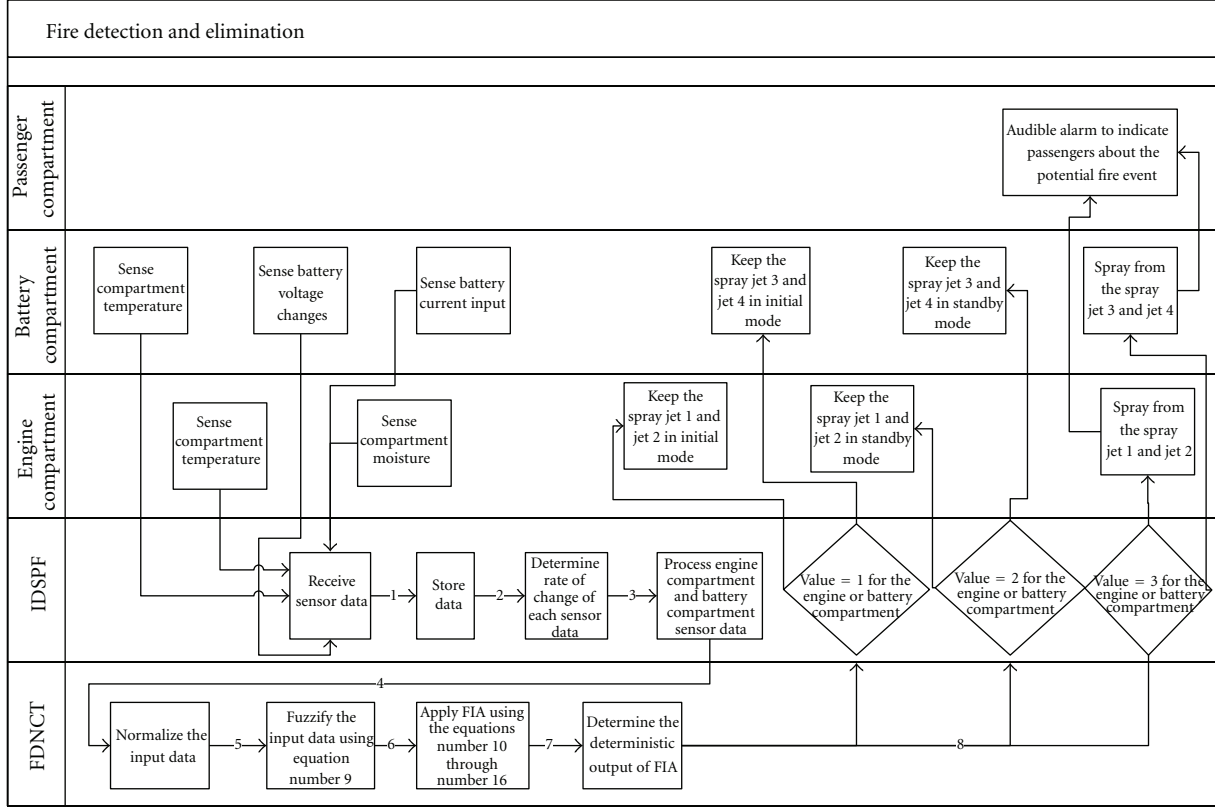 Fire detection and elimination
Passenger
compartment
Audible alarm to indicate
passengers about the
potential fire event
Battery
compartment
Sense
compartment
temperature
Sense battery
voltage
changes
Sense battery
current input
Keep the
spray jet 3 and
jet 4 in initial
mode
Keep the
spray jet 3 and
jet 4 in standby
mode
Spray from
the spray
jet 3 and jet 4
Engine
compartment
Sense
compartment
temperature
Sense
compartment
moisture
Keep the
spray jet 1 and
jet 2 in initial
mode
Keep the
spray jet 1 and
jet 2 in standby
mode
Spray from
the spray
jet 1 and jet 2
IDSPF
Receive
sensor data
1
Store
data
2
Determine
rate of
change of
each sensor
data
3
Process engine
compartment
and battery
compartment
sensor data
Value = 1 for the
engine or battery
compartment
Value = 2 for the
engine or battery
compartment
Value = 3 for the
engine or battery
compartment
4
FDNCT
Normalize the
input data
5
Fuzzify the
input data using
equation
number 9
6
Apply FIA using
the equations
number 10
through
number 16
7
Determine the
deterministic
output of FIA
8